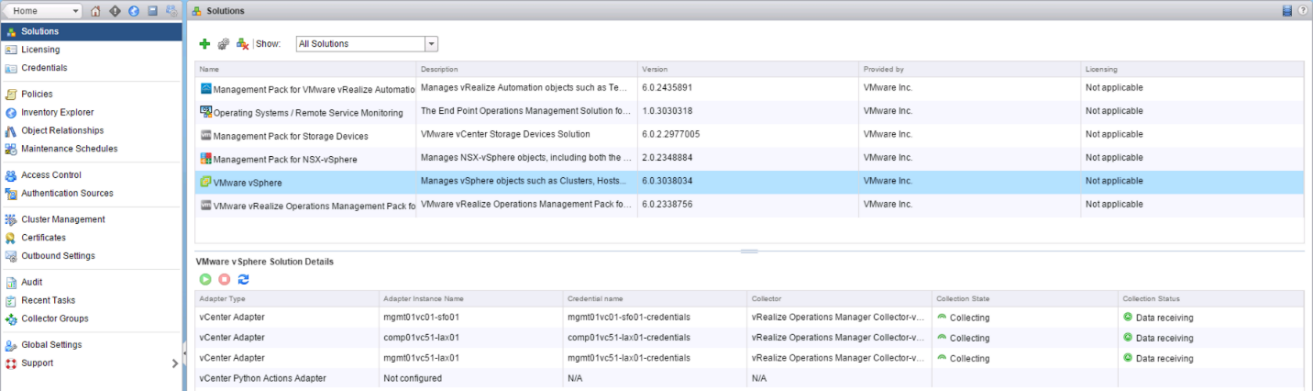 Home
Solutions
Licensing
Credentials
Policies
Inventory Explorer
Object Relationships
Maintenance Schedules
Access Control
Authentication Sources
Cluster Management
Certificates
Outbound Settings
Audit
Recent Tasks
Collector Groups
Global Settings
Support
Solutions
Show: All Solutions
Name Description Version Provided by Licensing
Management Pack for VMware vRealize Automatio Manages vRealize Automation objects such as Te... 6.0.2435891 VMware Inc. Not applicable
Operating Systems / Remote Service Monitoring The End Point Operations Management Solution fo... 1.0.3030318 VMware Inc. Not applicable
Management Pack for Storage Devices VMware vCenter Storage Devices Solution 6.0.2.2977005 VMware Inc. Not applicable
Management Pack for NSX-vSphere Manages NSX-vSphere objects, including both the ... 2.0.2348884 VMware Inc. Not applicable
VMware vSphere Manages vSphere objects such as Clusters, Hosts... 6.0.3038034 VMware Inc. Not applicable
VMware vRealize Operations Management Pack fo VMware vRealize Operations Management Pack fo... 6.0.2338756 VMware Inc. Not applicable
VMware vSphere Solution Details
Adapter Type Adapter Instance Name Credential name Collector Collection State Collection Status
vCenter Adapter mgmt01vc01-sfo01 mgmt01vc01-sfo01-credentials vRealize Operations Manager Collector-v... Collecting Data receiving
vCenter Adapter comp01vc51-lax01 comp01vc51-lax01-credentials vRealize Operations Manager Collector-v... Collecting Data receiving
vCenter Adapter mgmt01vc51-lax01 mgmt01vc51-lax01-credentials vRealize Operations Manager Collector-v... Collecting Data receiving
vCenter Python Actions Adapter Not configured N/A N/A